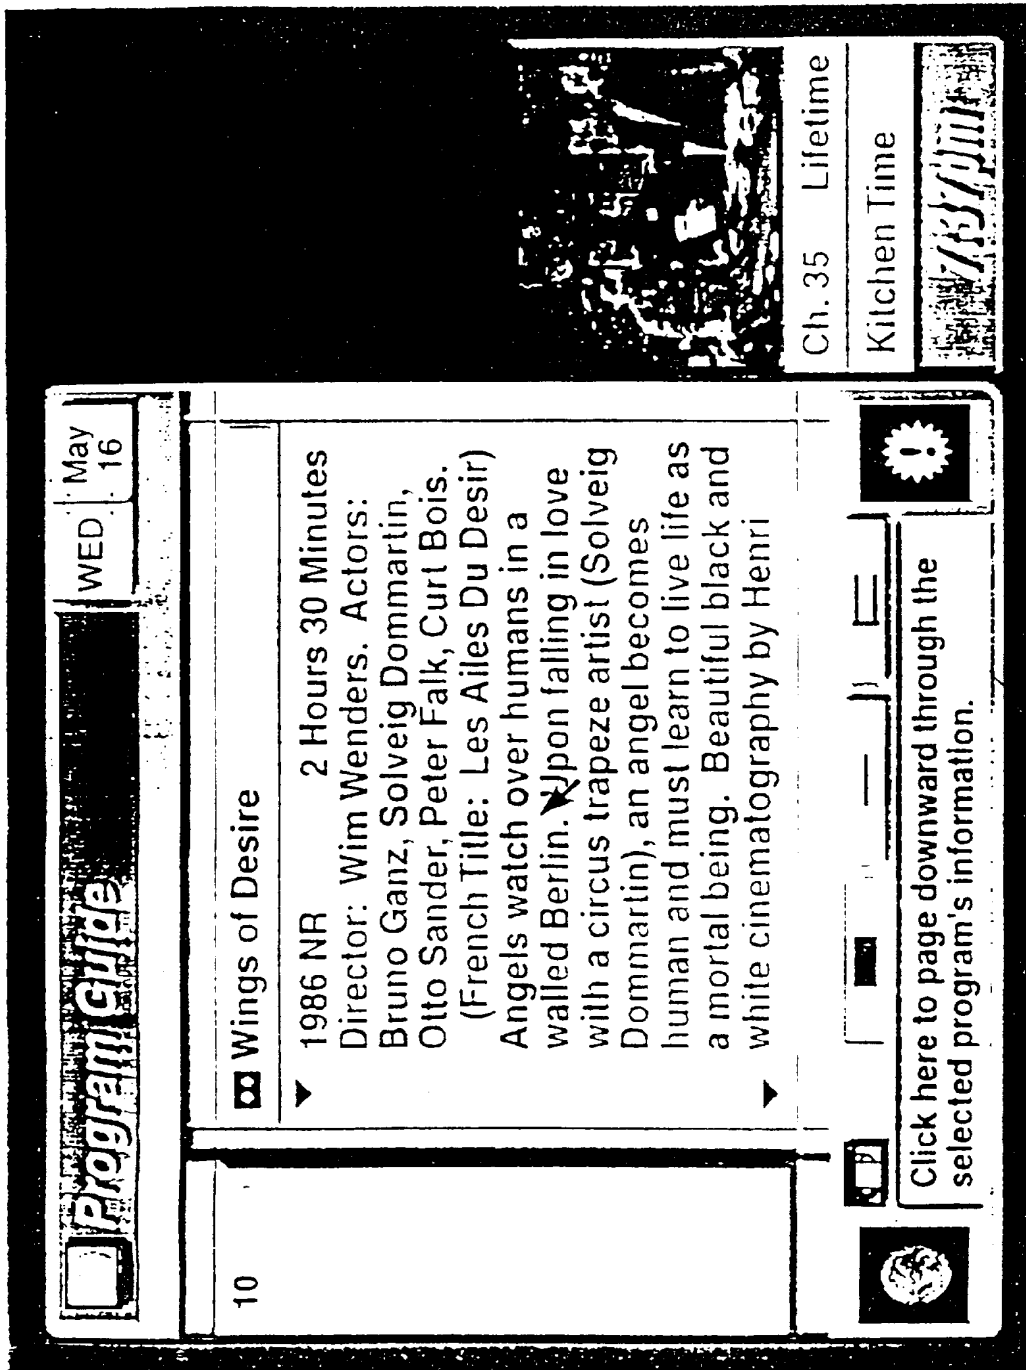 Program Guide
WED
May
16
10
Wings of Desire
1986 NR 2 Hours 30 Minutes
Director: Wim Wenders. Actors:
Bruno Ganz, Solveig Dommartin,
Otto Sander, Peter Falk, Curt Bois.
(French Title: Les Ailes Du Desir)
Angels watch over humans in a
walled Berlin. Upon falling in love
with a circus trapeze artist (Solveig
Dommartin), an angel becomes
human and must learn to live life as
a mortal being. Beautiful black and
white cinematography by Henri
!
Click here to page downward through the
selected program's information.
Ch. 35 Lifetime
Kitchen Time
7:37pm